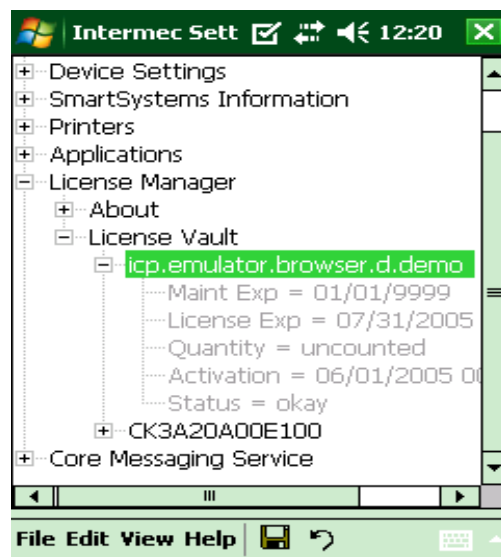 Intermec Sett 12:20
Device Settings
SmartSystems Information
Printers
Applications
License Manager
About
License Vault
icp.emulator.browser.d.demo
Maint Exp = 01/01/9999
License Exp = 07/31/2005
Quantity = uncounted
Activation = 06/01/2005 00
Status = okay
CK3A20A00E100
Core Messaging Service
File Edit View Help